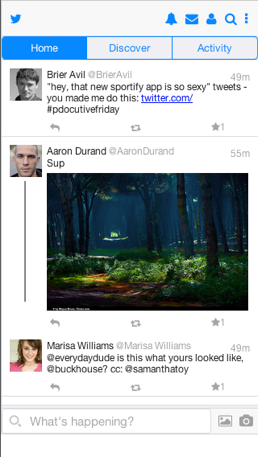 Home Discover Activity
Brier Avil @BrierAvil 49m
"hey, that new sportify app is so sexy" tweets -
you made me do this: twitter.com/
#pdocutivefriday
1
Aaron Durand @AaronDurand 55m
Sup
1
Marisa Williams @Marisa Williams 49m
@everydaydude is this what yours looked like,
@buckhouse? cc: @samanthatoy
1
What's happening?